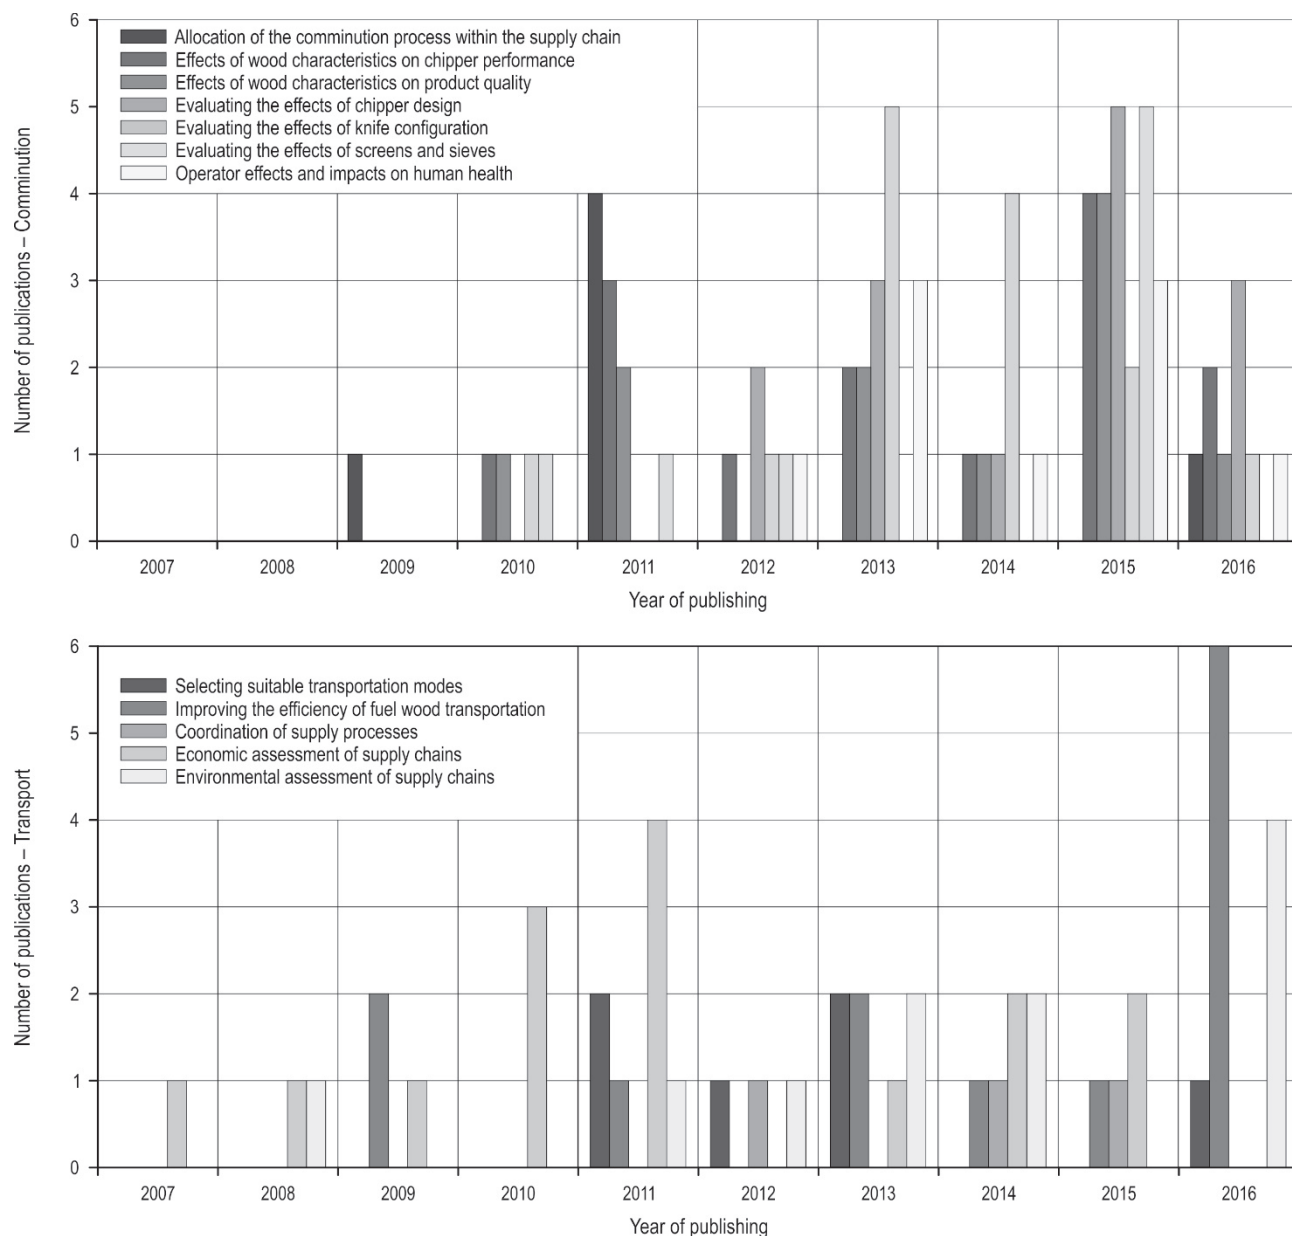 6
Allocation of the comminution process within the supply chain
Effects of wood characteristics on chipper performance
Effects of wood characteristics on product quality
Evaluating the effects of chipper design
Evaluating the effects of knife configuration
Evaluating the effects of screens and sieves
Operator effects and impacts on human health
5
4
3
2
1
0
Number of publications – Comminution
2007 2008 2009 2010 2011 2012 2013 2014 2015 2016
Year of publishing
6
Selecting suitable transportation modes
Improving the efficiency of fuel wood transportation
Coordination of supply processes
Economic assessment of supply chains
Environmental assessment of supply chains
5
4
3
2
1
0
Number of publications – Transport
2007 2008 2009 2010 2011 2012 2013 2014 2015 2016
Year of publishing